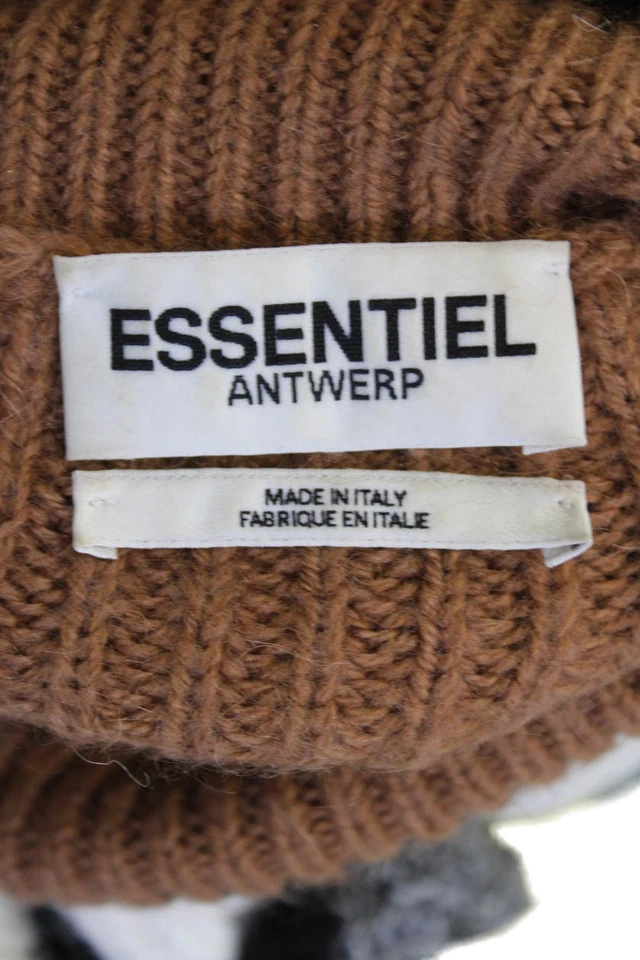 ESSENTIEL
ANTWERP
MADE IN ITALY
FABRIQUE EN ITALIE